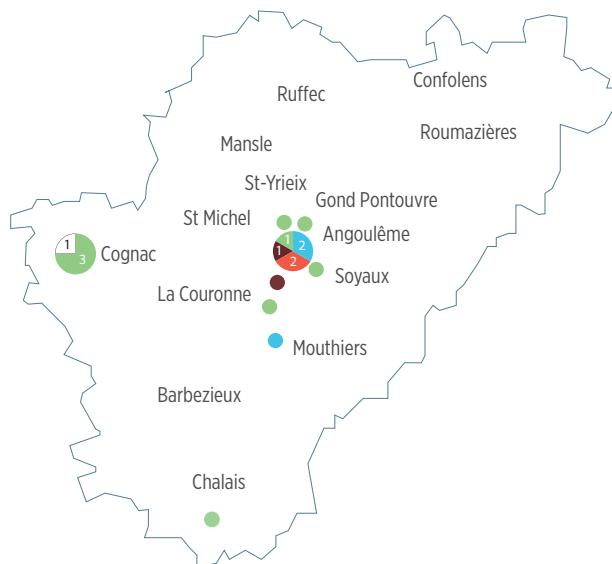 Confolens
Ruffec
Roumazières
Mansle
St-Yrieix
Gond Pontouvre
St Michel
Angoulême
1
3
Cognac
1
2
1
2
Soyaux
La Couronne
Mouthiers
Barbezieux
Chalais